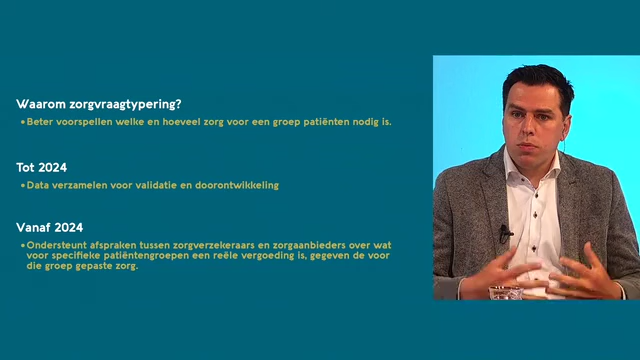 Waarom zorgvraagtypering?
• Beter voorspellen welke en hoeveel zorg voor een groep patiënten nodig is.
Tot 2024
• Data verzamelen voor validatie en doorontwikkeling
Vanaf 2024
• Ondersteunt afspraken tussen zorgverzekeraars en zorgaanbieders over wat
voor specifieke patiëntengroepen een reële vergoeding is, gegeven de voor
die groep gepaste zorg.